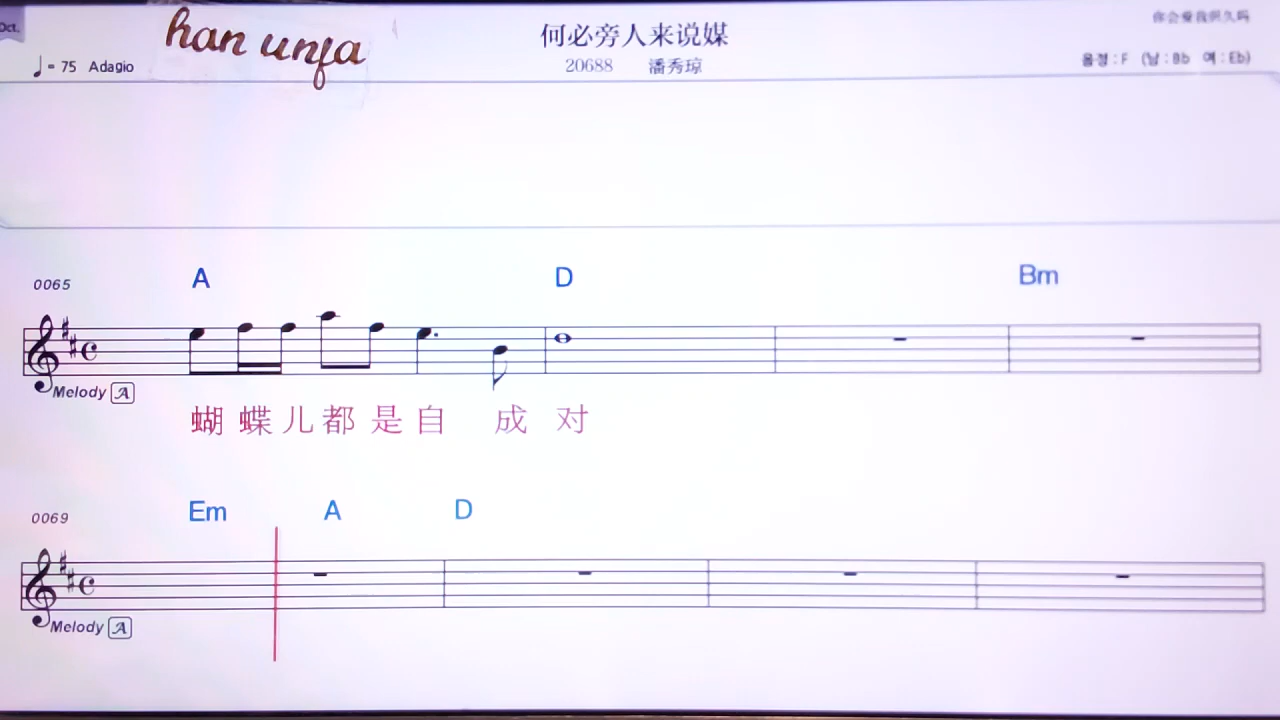 Oct.
han unfa
何必旁人来说媒
= 75 Adagio
20688 潘秀琼
음정 : F (남 : Bb 여 : Eb)
A D Bm
0065
Melody A
蝴 蝶 儿 都 是 自 成 对
Em A D
0069
Melody A